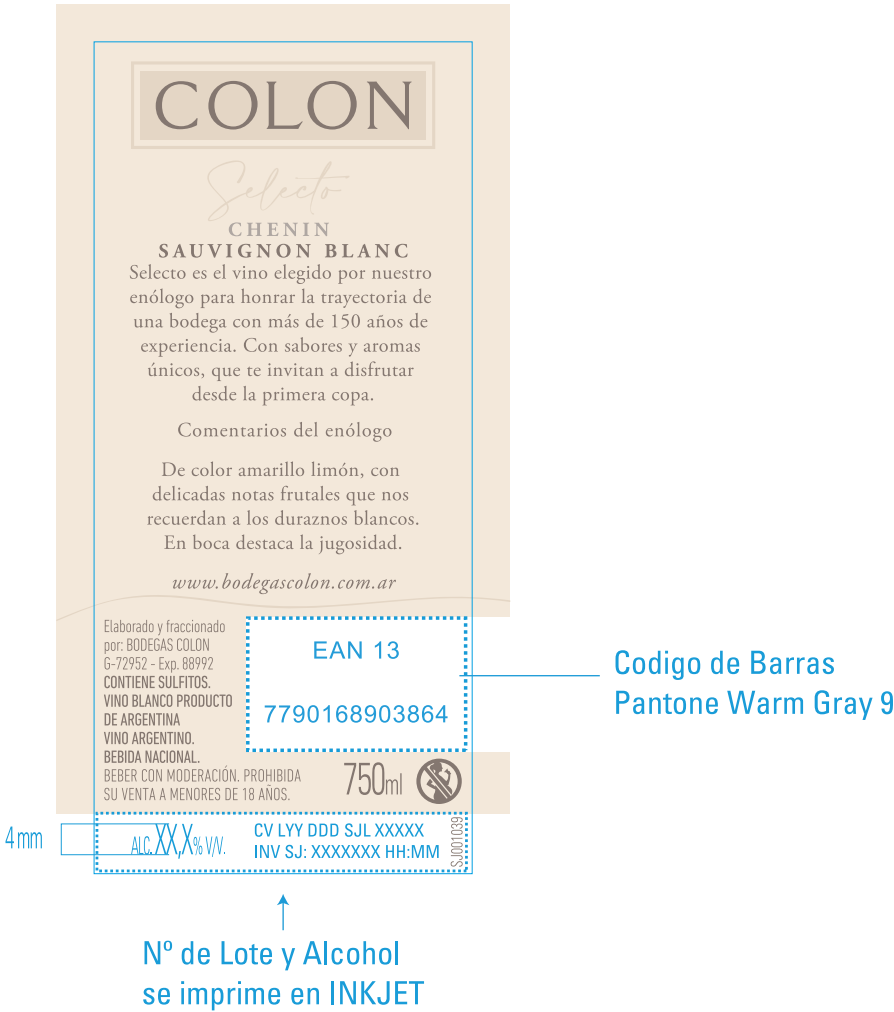 COLON
Selecto
CHENIN
SAUVIGNON BLANC
Selecto es el vino elegido por nuestro
enólogo para honrar la trayectoria de
una bodega con más de 150 años de
experiencia. Con sabores y aromas
únicos, que te invitan a disfrutar
desde la primera copa.
Comentarios del enólogo
De color amarillo limón, con
delicadas notas frutales que nos
recuerdan a los duraznos blancos.
En boca destaca la jugosidad.
www.bodegascolon.com.ar
Elaborado y fraccionado
por: BODEGAS COLON
G-72952 - Exp. 88992
CONTIENE SULFITOS.
VINO BLANCO PRODUCTO
DE ARGENTINA
VINO ARGENTINO.
BEBIDA NACIONAL.
BEBER CON MODERACIÓN. PROHIBIDA
SU VENTA A MENORES DE 18 AÑOS.
EAN 13
7790168903864
Codigo de Barras
Pantone Warm Gray 9
750ml
4mm
ALC. XX,X% V/V.
CV LYY DDD SJL XXXXX
INV SJ: XXXXXXX HH:MM
SJ001039
Nº de Lote y Alcohol
se imprime en INKJET